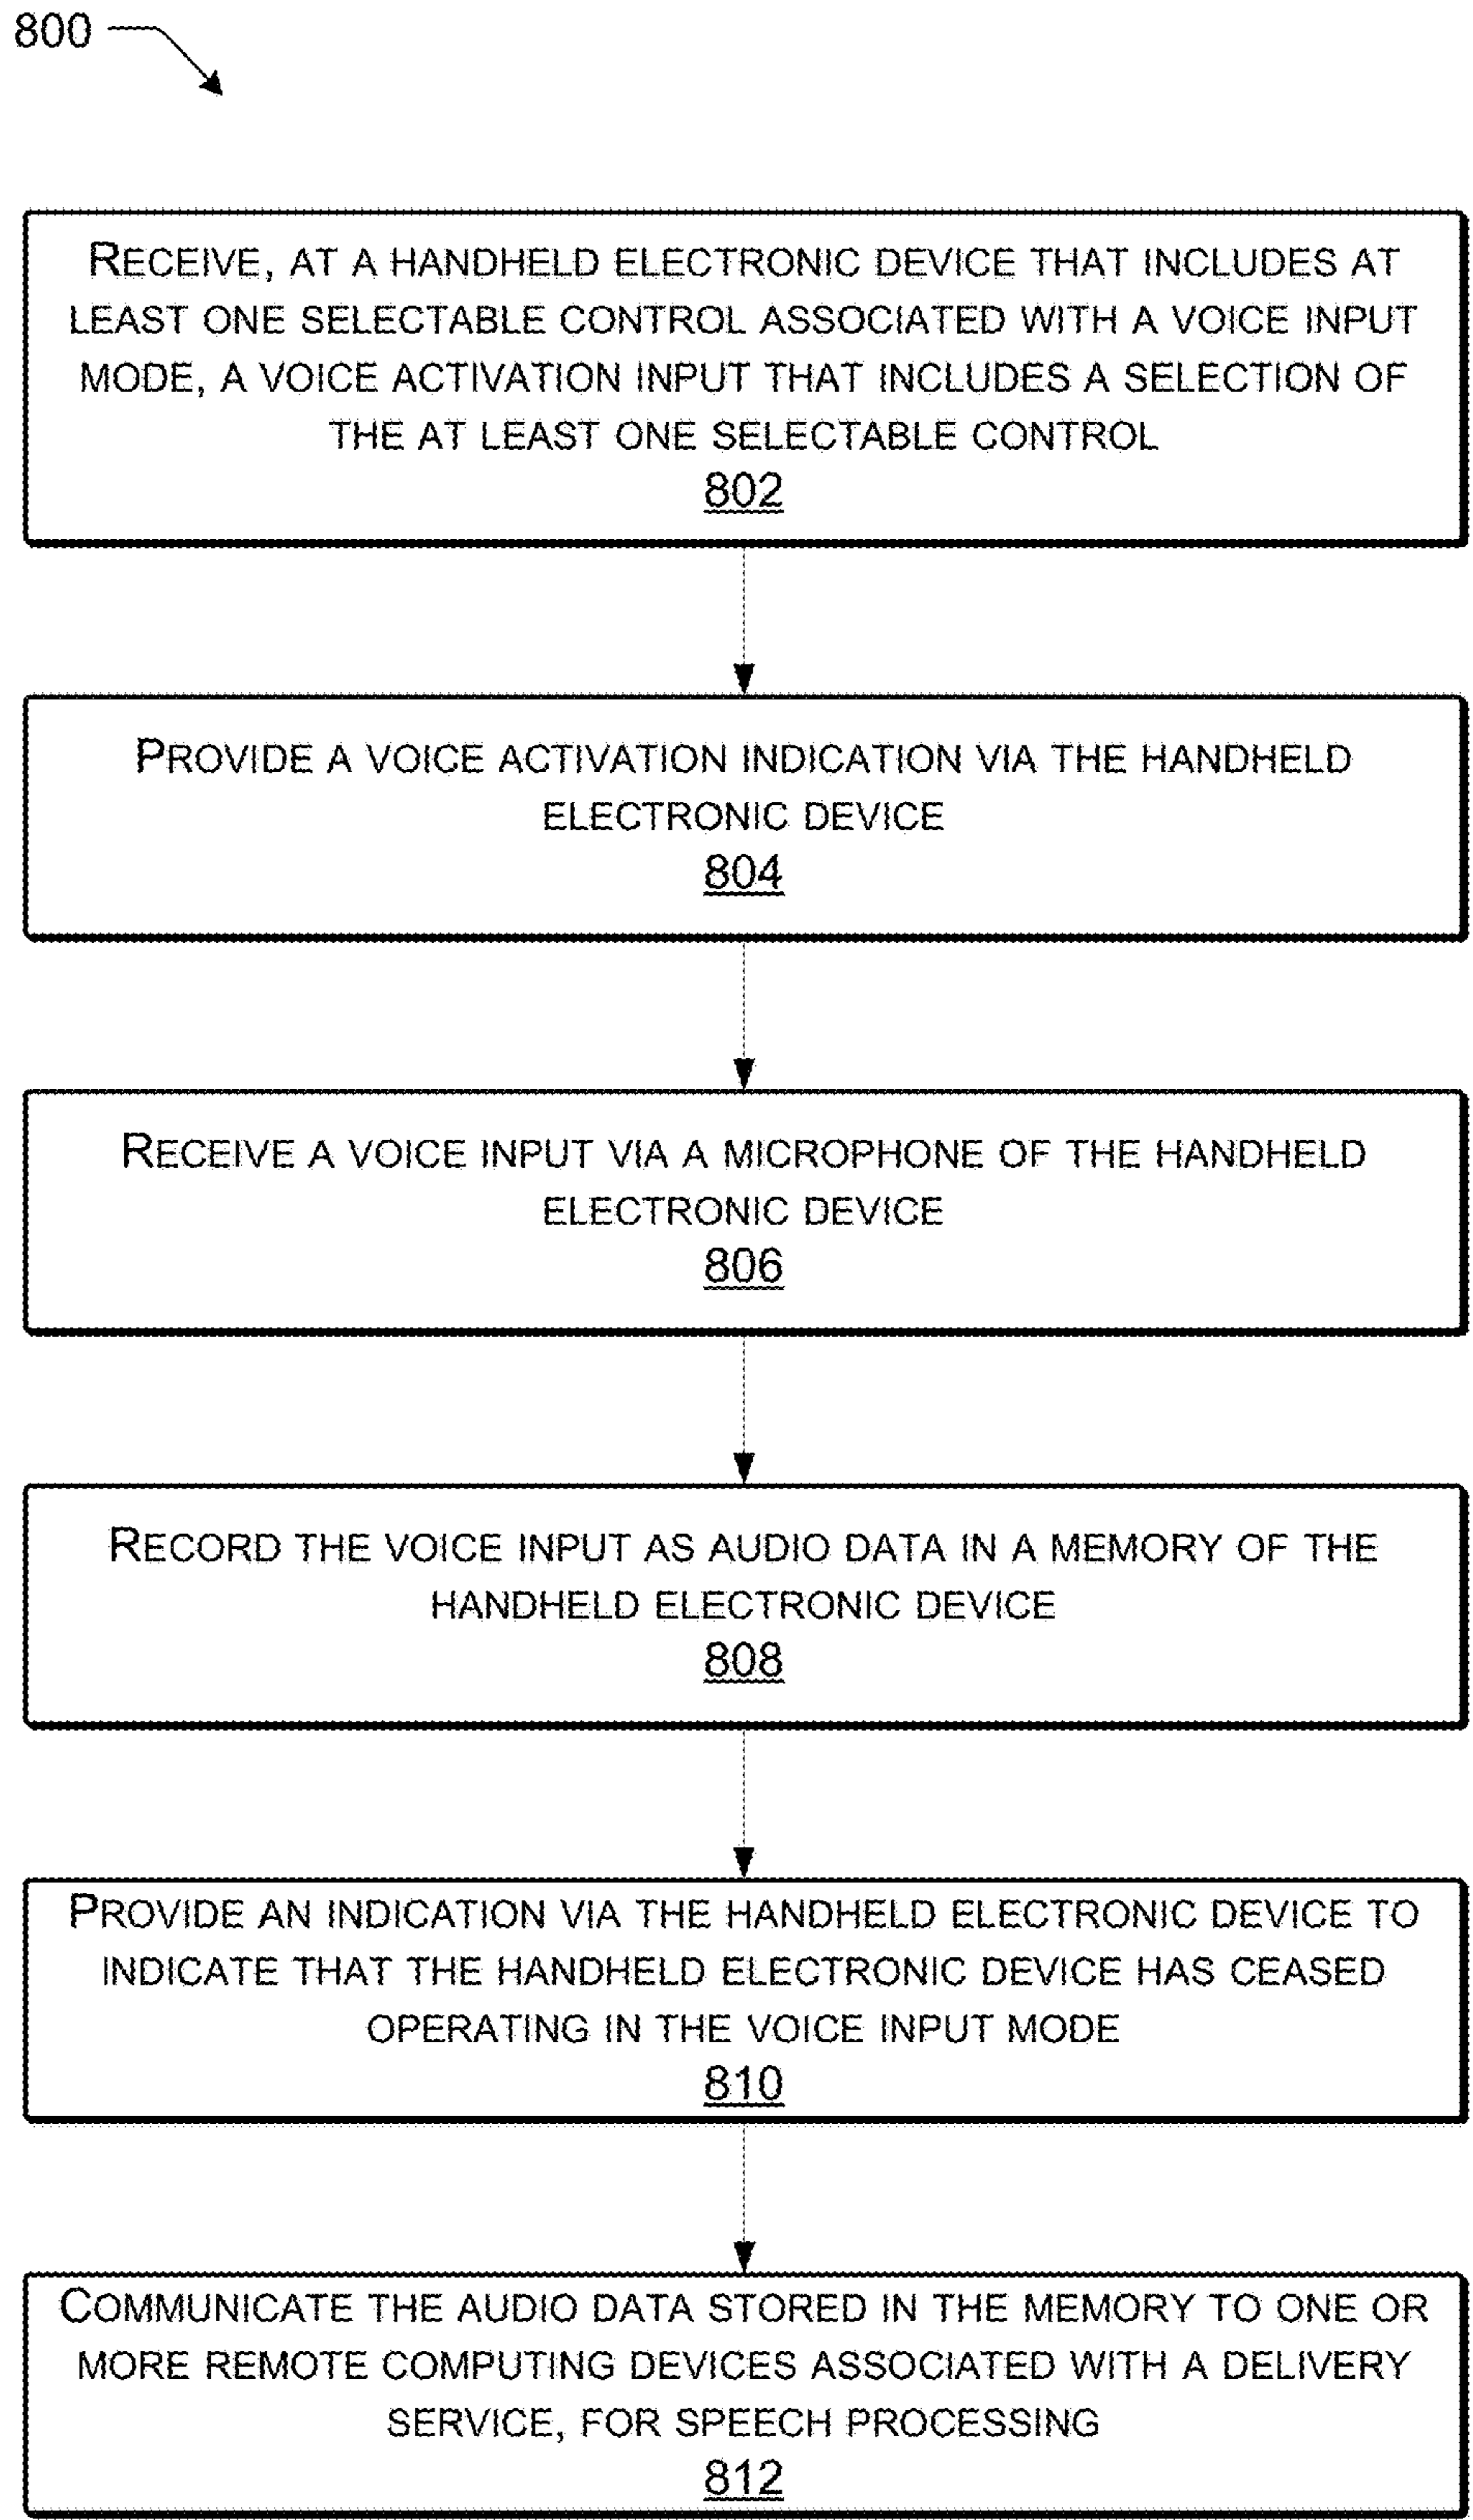 800
RECEIVE, AT A HANDHELD ELECTRONIC DEVICE THAT INCLUDES AT
LEAST ONE SELECTABLE CONTROL ASSOCIATED WITH A VOICE INPUT
MODE, A VOICE ACTIVATION INPUT THAT INCLUDES A SELECTION OF
THE AT LEAST ONE SELECTABLE CONTROL
802
PROVIDE A VOICE ACTIVATION INDICATION VIA THE HANDHELD
ELECTRONIC DEVICE
804
RECEIVE A VOICE INPUT VIA A MICROPHONE OF THE HANDHELD
ELECTRONIC DEVICE
806
RECORD THE VOICE INPUT AS AUDIO DATA IN A MEMORY OF THE
HANDHELD ELECTRONIC DEVICE
808
PROVIDE AN INDICATION VIA THE HANDHELD ELECTRONIC DEVICE TO
INDICATE THAT THE HANDHELD ELECTRONIC DEVICE HAS CEASED
OPERATING IN THE VOICE INPUT MODE
810
COMMUNICATE THE AUDIO DATA STORED IN THE MEMORY TO ONE OR
MORE REMOTE COMPUTING DEVICES ASSOCIATED WITH A DELIVERY
SERVICE, FOR SPEECH PROCESSING
812